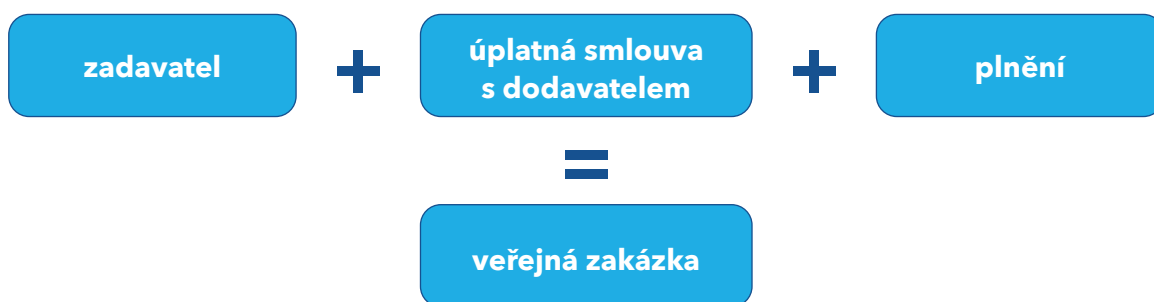 zadavatel
+
úplatná smlouva
s dodavatelem
+
plnění
=
veřejná zakázka